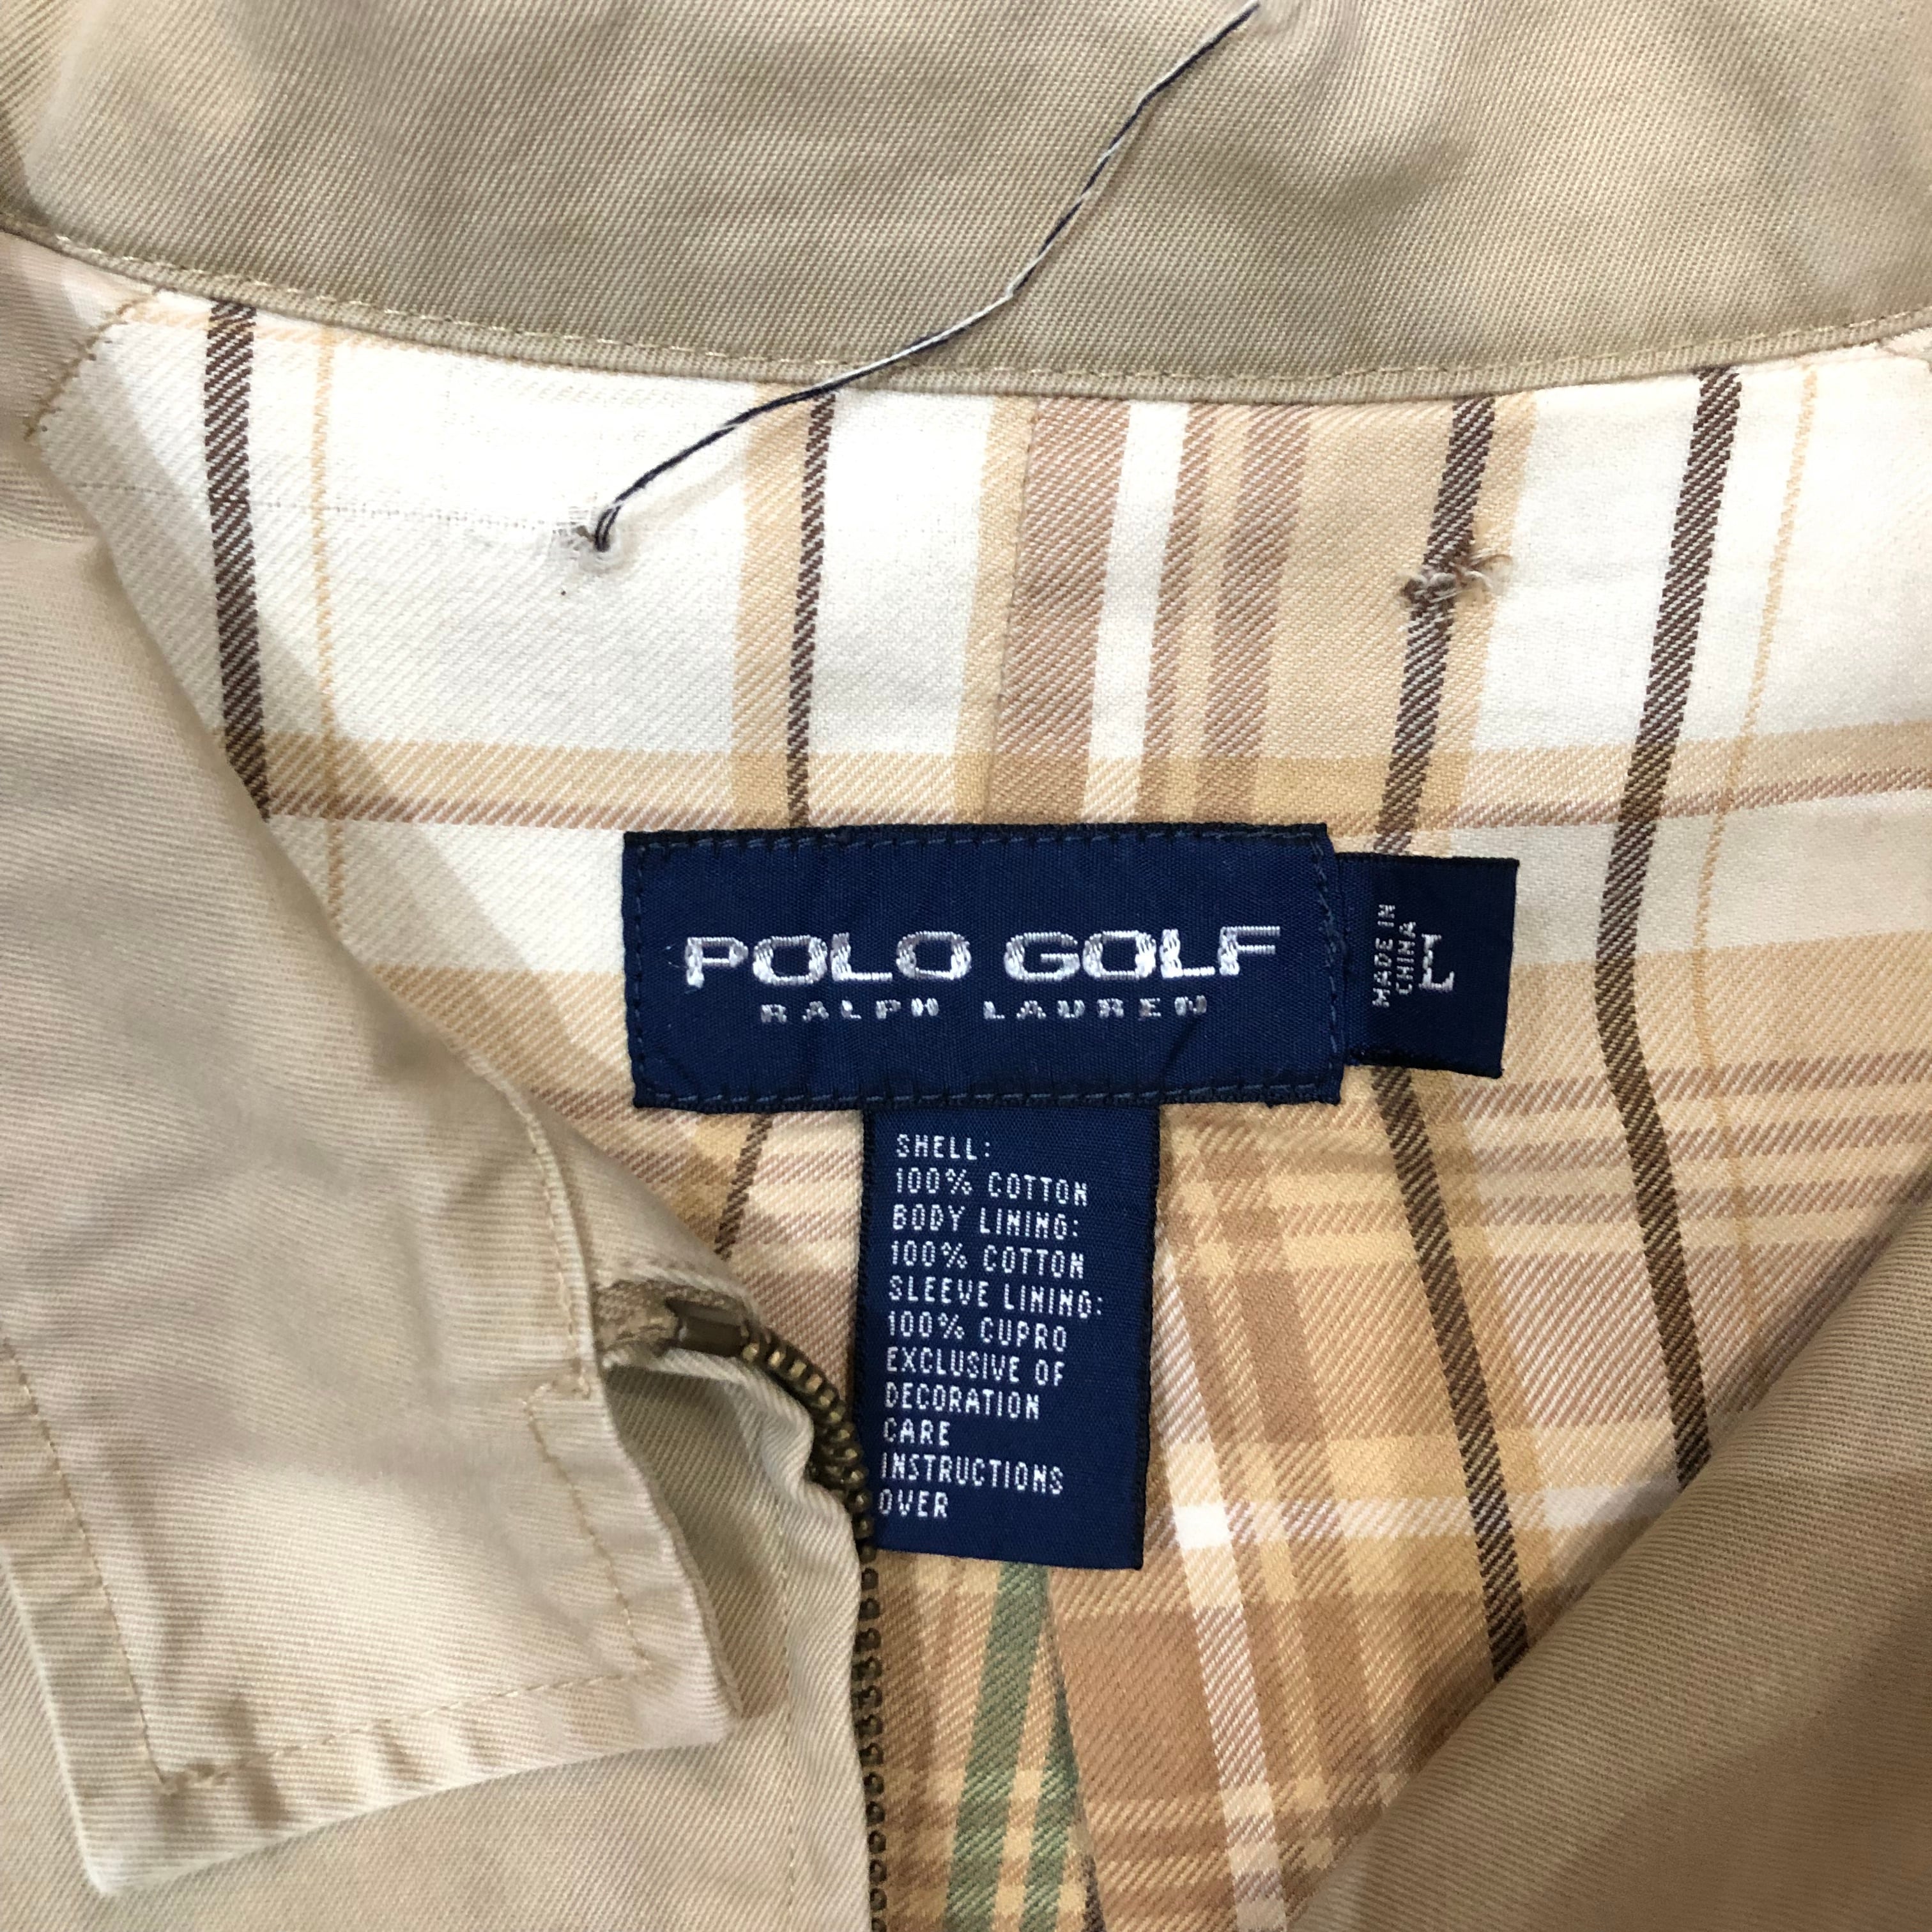 POLO GOLF
RALPH LAUREN
MADE IN
CHINA
L
SHELL:
100% COTTON
BODY LINING:
100% COTTON
SLEEVE LINING:
100% CUPRO
EXCLUSIVE OF
DECORATION
CARE
INSTRUCTIONS
OVER